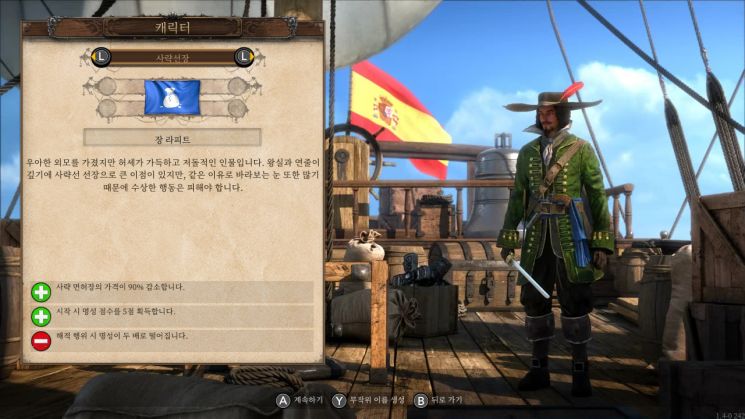 캐릭터
L
사략선장
L
장 라피트
우아한 외모를 가졌지만 허세가 가득하고 저돌적인 인물입니다. 왕실과 연줄이
깊기에 사략선 선장으로 큰 이점이 있지만, 같은 이유로 바라보는 눈 또한 많기
때문에 수상한 행동은 피해야 합니다.
사략 면허장의 가격이 90% 감소합니다.
시작 시 명성 점수를 5점 획득합니다.
해적 행위 시 명성이 두 배로 떨어집니다.
A 계속하기 Y 무작위 이름 생성 B 뒤로 가기